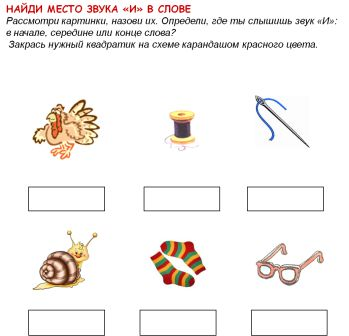 НАЙДИ МЕСТО ЗВУКА «И» В СЛОВЕ
Рассмотри картинки, назови их. Определи, где ты слышишь звук «И»:
в начале, середине или конце слова?
Закрась нужный квадратик на схеме карандашом красного цвета.